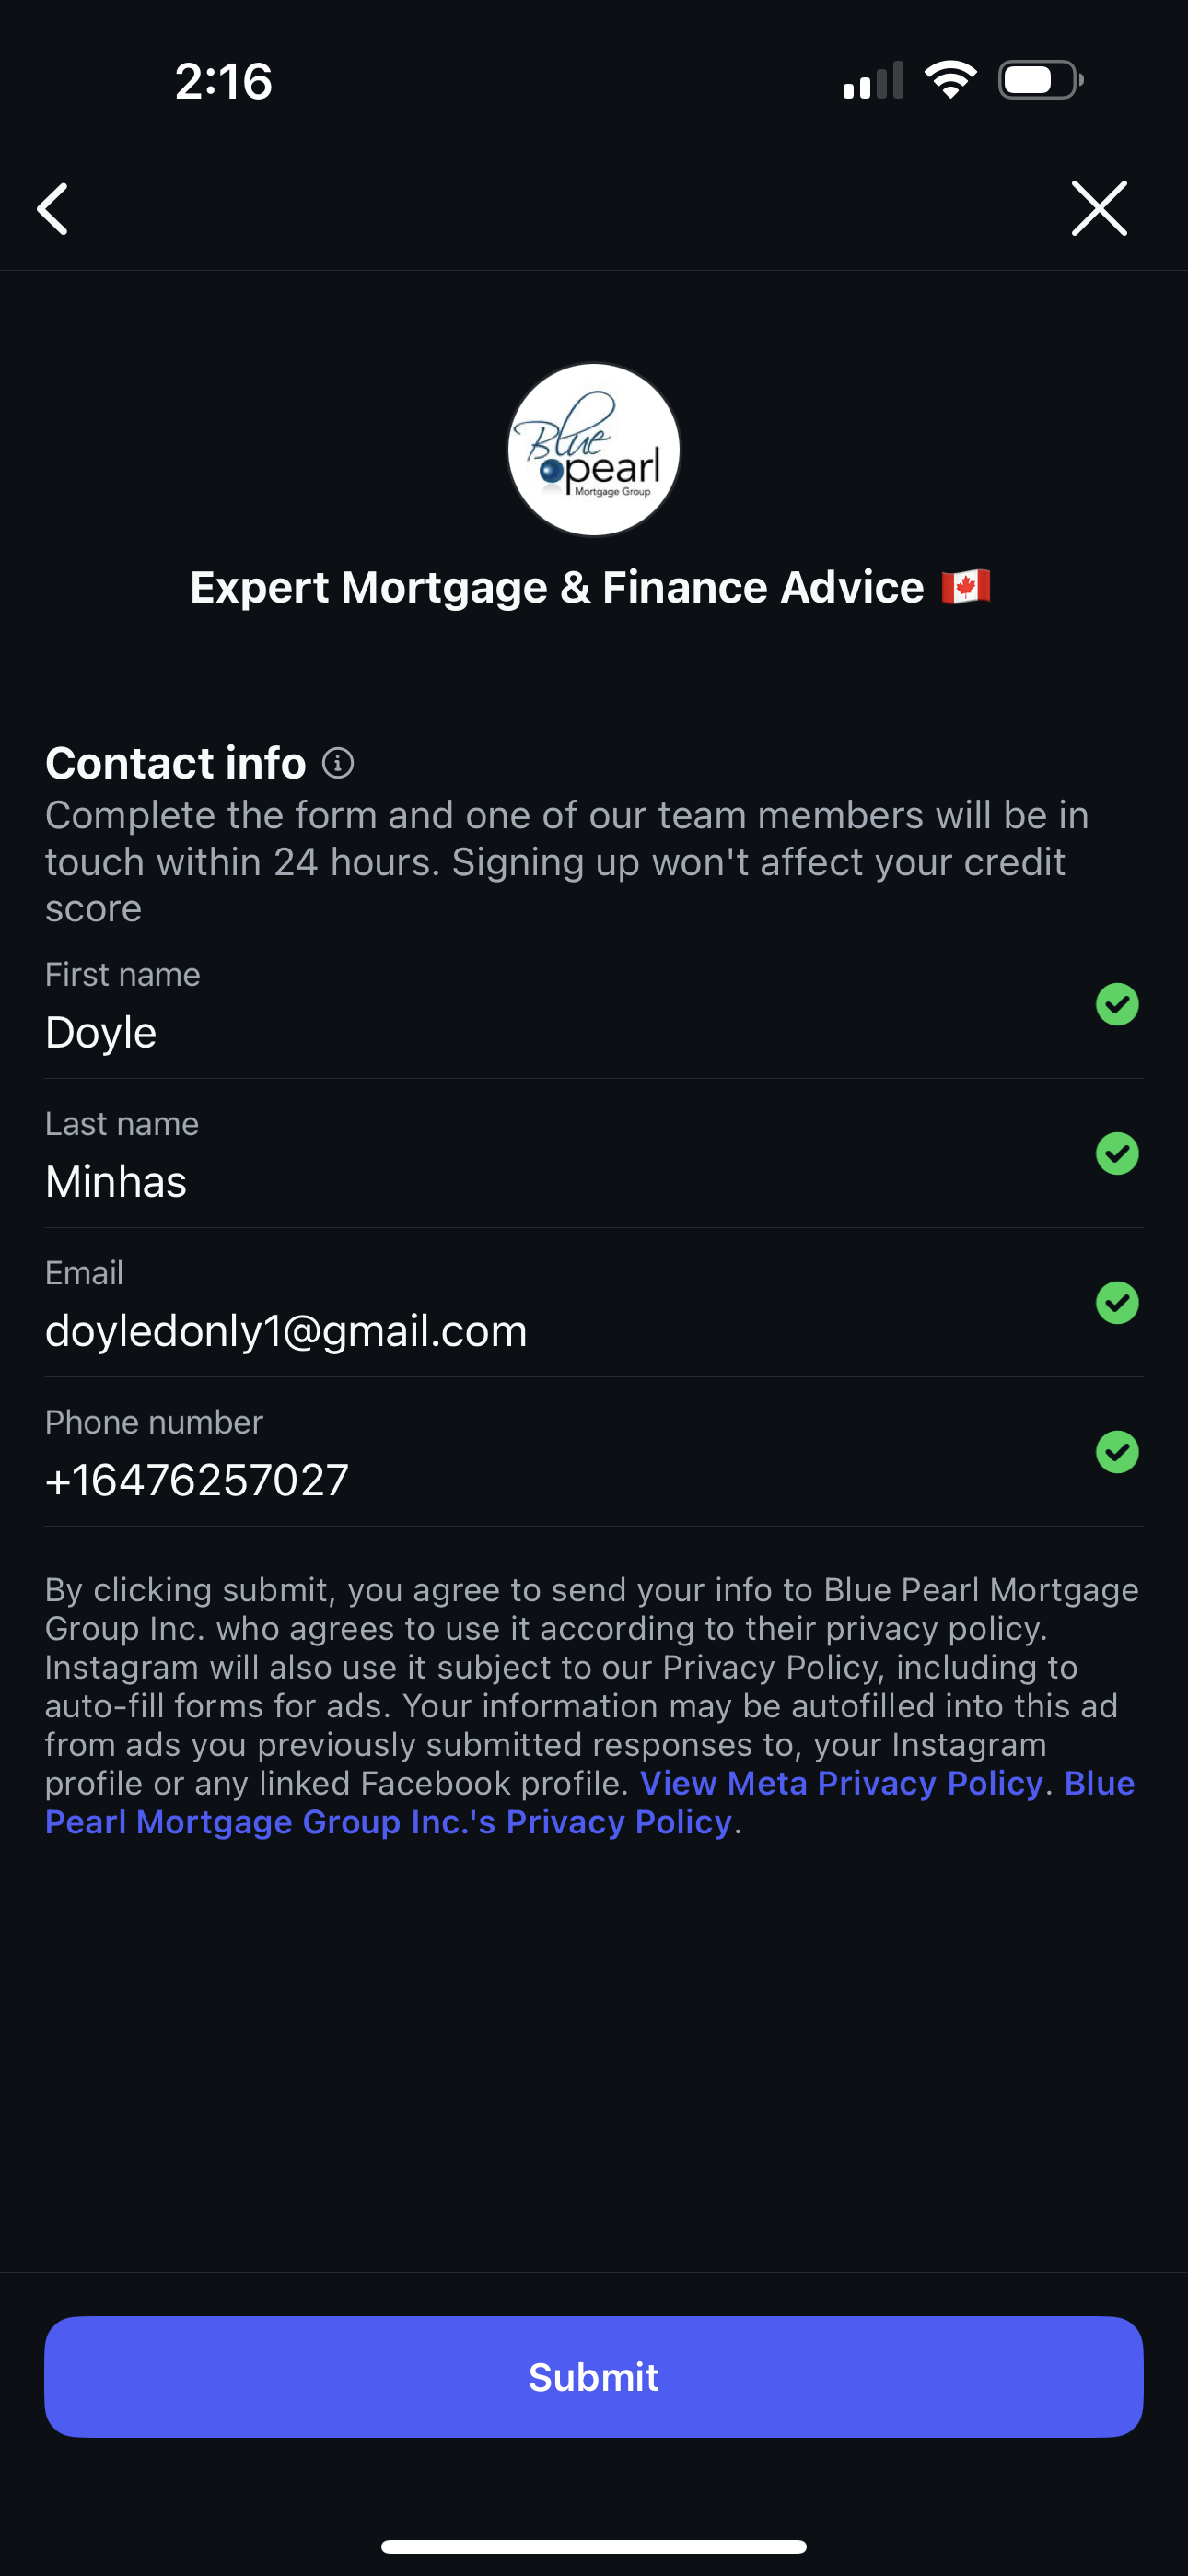 2:16
Blue
pearl
Mortgage Group
Expert Mortgage & Finance Advice 🇨🇦
Contact info
Complete the form and one of our team members will be in
touch within 24 hours. Signing up won't affect your credit
score
First name
Doyle
Last name
Minhas
Email
doyledonly1@gmail.com
Phone number
+16476257027
By clicking submit, you agree to send your info to Blue Pearl Mortgage
Group Inc. who agrees to use it according to their privacy policy.
Instagram will also use it subject to our Privacy Policy, including to
auto-fill forms for ads. Your information may be autofilled into this ad
from ads you previously submitted responses to, your Instagram
profile or any linked Facebook profile. View Meta Privacy Policy. Blue
Pearl Mortgage Group Inc.'s Privacy Policy.
Submit